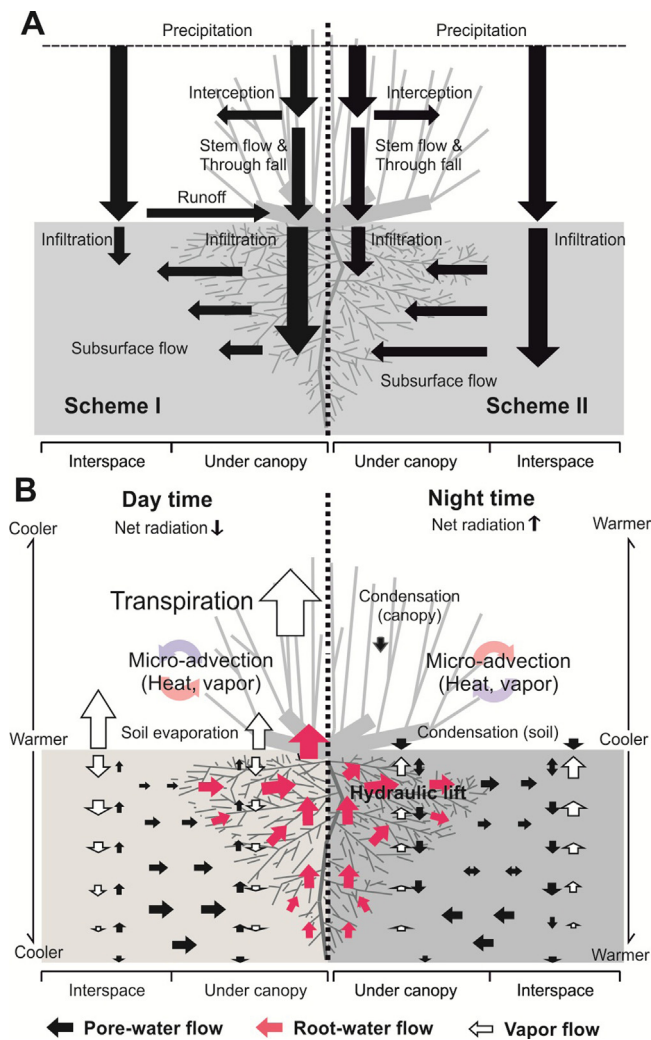 A
Precipitation
Precipitation
Interception
Interception
Stem flow &
Through fall
Stem flow &
Through fall
Runoff
Infiltration
Infiltration
Infiltration
Infiltration
Subsurface flow
Subsurface flow
Scheme I
Scheme II
Interspace
Under canopy
Under canopy
Interspace
B
Day time
Night time
Cooler
Net radiation
Net radiation
Warmer
Transpiration
Condensation
(canopy)
Micro-advection
(Heat, vapor)
Micro-advection
(Heat, vapor)
Warmer
Soil evaporation
Condensation (soil)
Cooler
Hydraulic lift
Cooler
Warmer
Interspace
Under canopy
Under canopy
Interspace
Pore-water flow
Root-water flow
Vapor flow